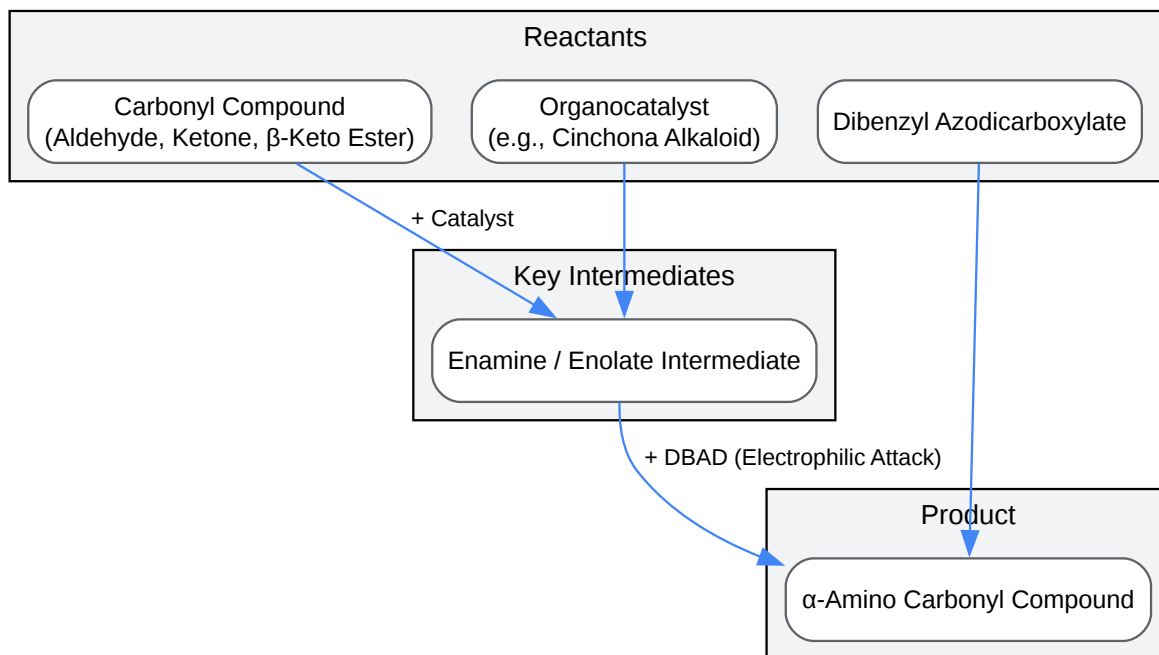 Reactants
Carbonyl Compound
(Aldehyde, Ketone, β-Keto Ester)
Organocatalyst
(e.g., Cinchona Alkaloid)
Dibenzyl Azodicarboxylate
+ Catalyst
Key Intermediates
Enamine / Enolate Intermediate
+ DBAD (Electrophilic Attack)
Product
α-Amino Carbonyl Compound